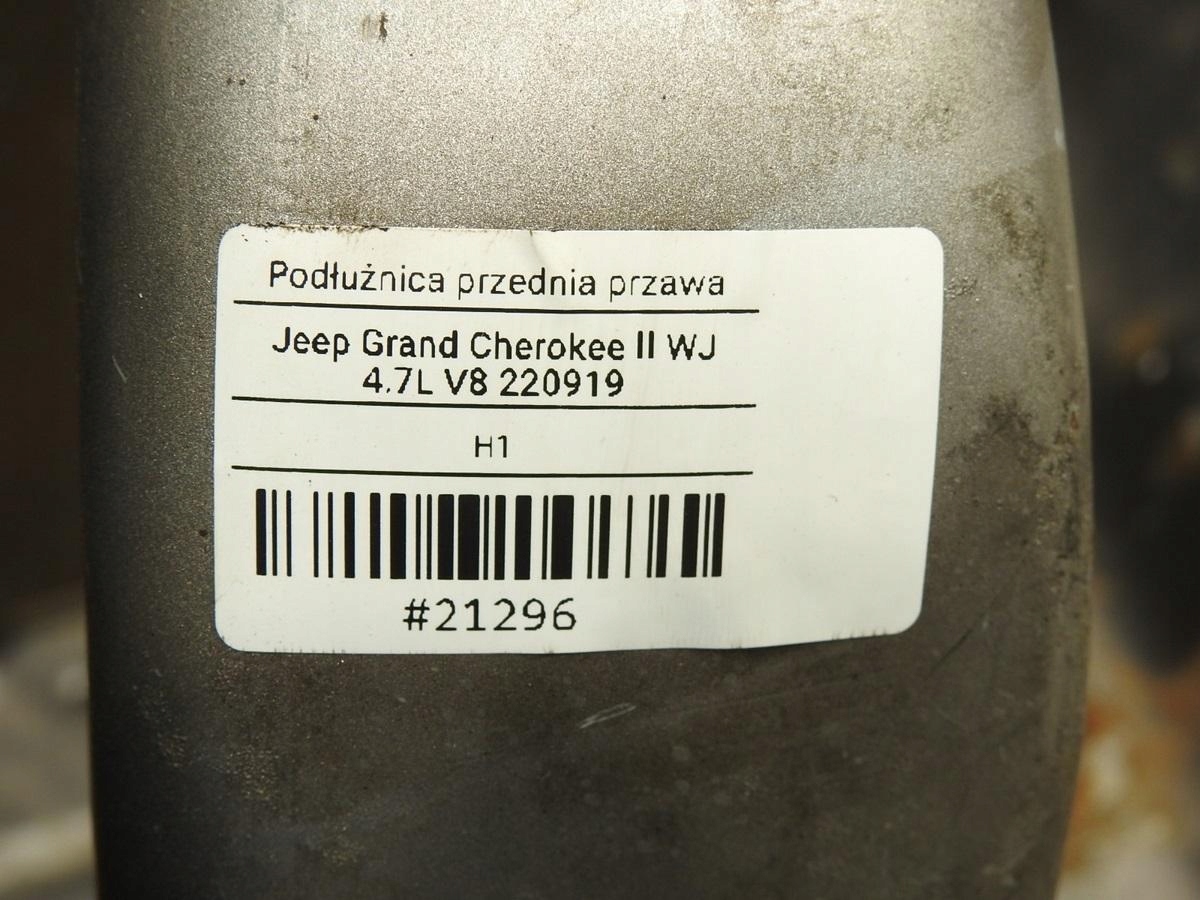 Podłużnica przednia przawa
Jeep Grand Cherokee II WJ
4.7L V8 220919
H1
#21296